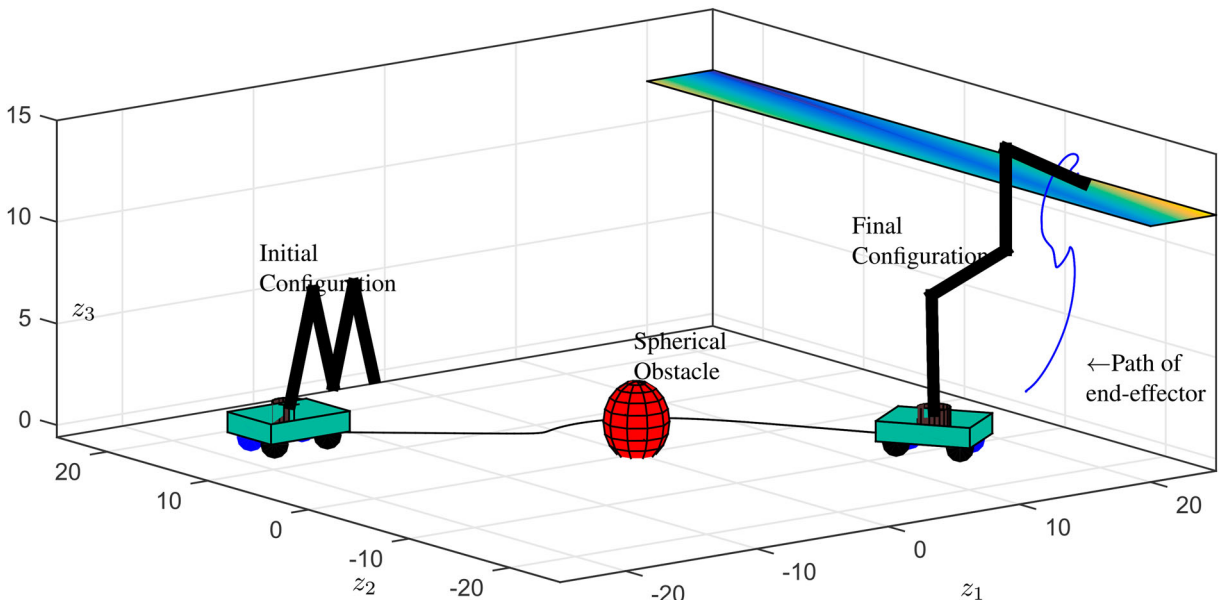 15
10
5
0
z3
Initial
Configuration
Spherical
Obstacle
Final
Configuration
←Path of
end-effector
20
10
0
-10
-20
z2
-20
-10
0
10
20
z1